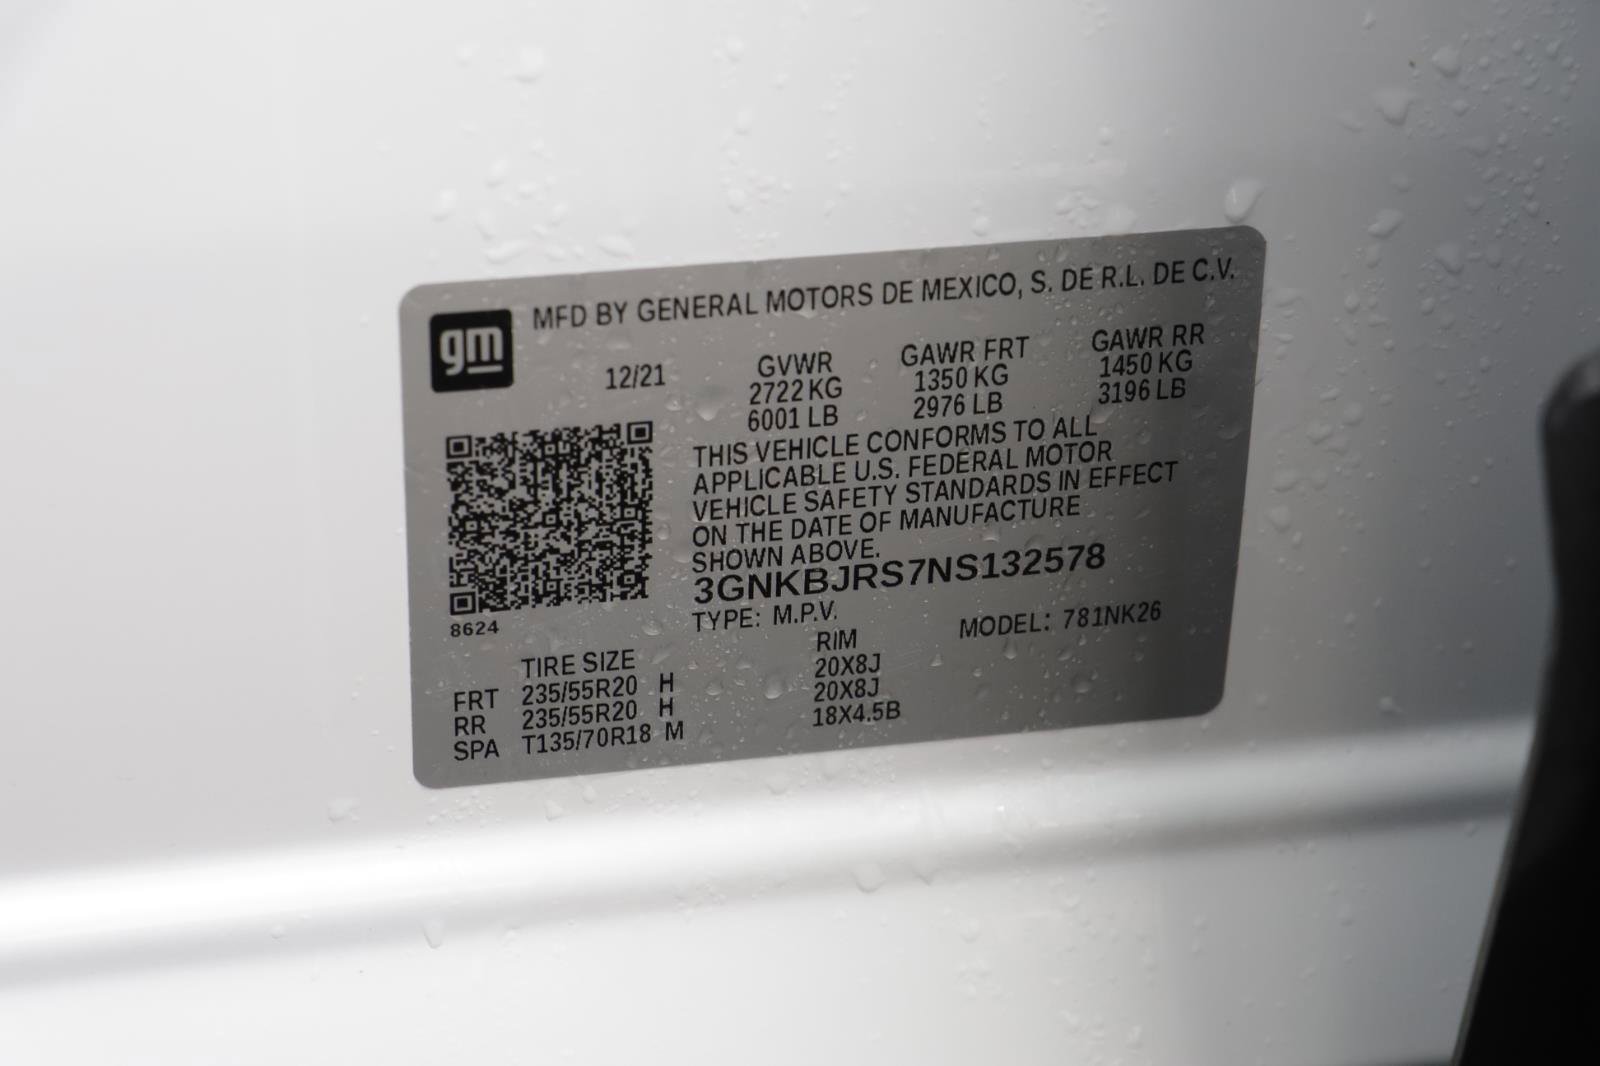 gm
MFD BY GENERAL MOTORS DE MEXICO, S. DE R.L. DE C.V.
12/21 GVWR GAWR FRT GAWR RR
2722 KG 1350 KG 1450 KG
6001 LB 2976 LB 3196 LB
THIS VEHICLE CONFORMS TO ALL
APPLICABLE U.S. FEDERAL MOTOR
VEHICLE SAFETY STANDARDS IN EFFECT
ON THE DATE OF MANUFACTURE
SHOWN ABOVE.
3GNKBJRS7NS132578
TYPE: M.P.V. MODEL: 781NK26
8624
TIRE SIZE RIM
FRT 235/55R20 H 20X8J
RR 235/55R20 H 20X8J
SPA T135/70R18 M 18X4.5B